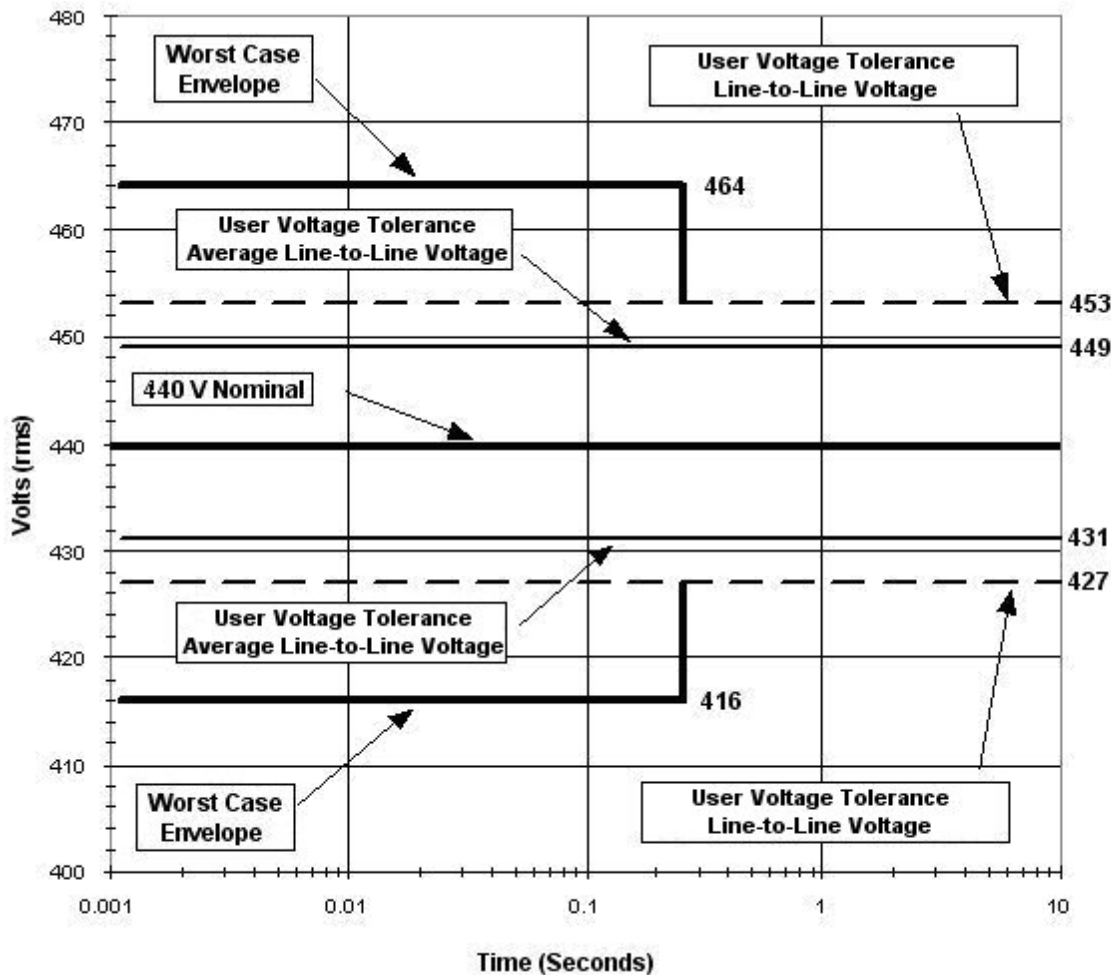 480
Worst Case
Envelope
User Voltage Tolerance
Line-to-Line Voltage
470
464
User Voltage Tolerance
Average Line-to-Line Voltage
460
453
450
449
440 V Nominal
440
Volts (rms)
431
430
427
User Voltage Tolerance
Average Line-to-Line Voltage
420
416
410
Worst Case
Envelope
User Voltage Tolerance
Line-to-Line Voltage
400
0.001
0.01
0.1
1
10
Time (Seconds)